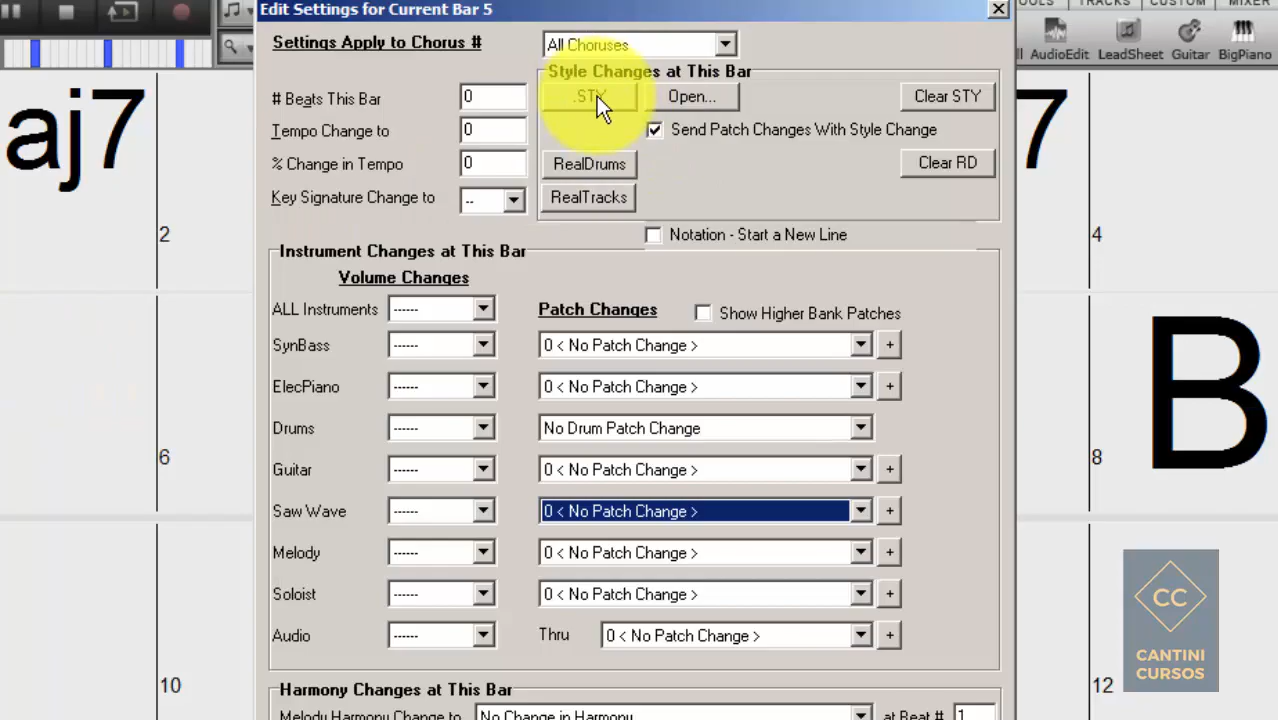 Edit Settings for Current Bar 5
TRACKS CUSTOM MIXER
AudioEdit LeadSheet Guitar BigPiano
Settings Apply to Chorus # All Choruses
Style Changes at This Bar
# Beats This Bar 0 .STY Open... Clear STY
Tempo Change to 0 Send Patch Changes With Style Change
% Change in Tempo 0 RealDrums Clear RD
Key Signature Change to -- RealTracks
aj7 7
2 4
Notation - Start a New Line
Instrument Changes at This Bar
Volume Changes
ALL Instruments ------ Patch Changes Show Higher Bank Patches
SynBass ------ 0 < No Patch Change > +
ElecPiano ------ 0 < No Patch Change > +
Drums ------ No Drum Patch Change
B
6 8
Guitar ------ 0 < No Patch Change > +
Saw Wave ------ 0 < No Patch Change > +
Melody ------ 0 < No Patch Change > +
Soloist ------ 0 < No Patch Change > +
Audio ------ Thru 0 < No Patch Change > +
CC
CANTINI
CURSOS
10 12
Harmony Changes at This Bar
Melody Harmony Change to No Change in Harmony at Beat # 1